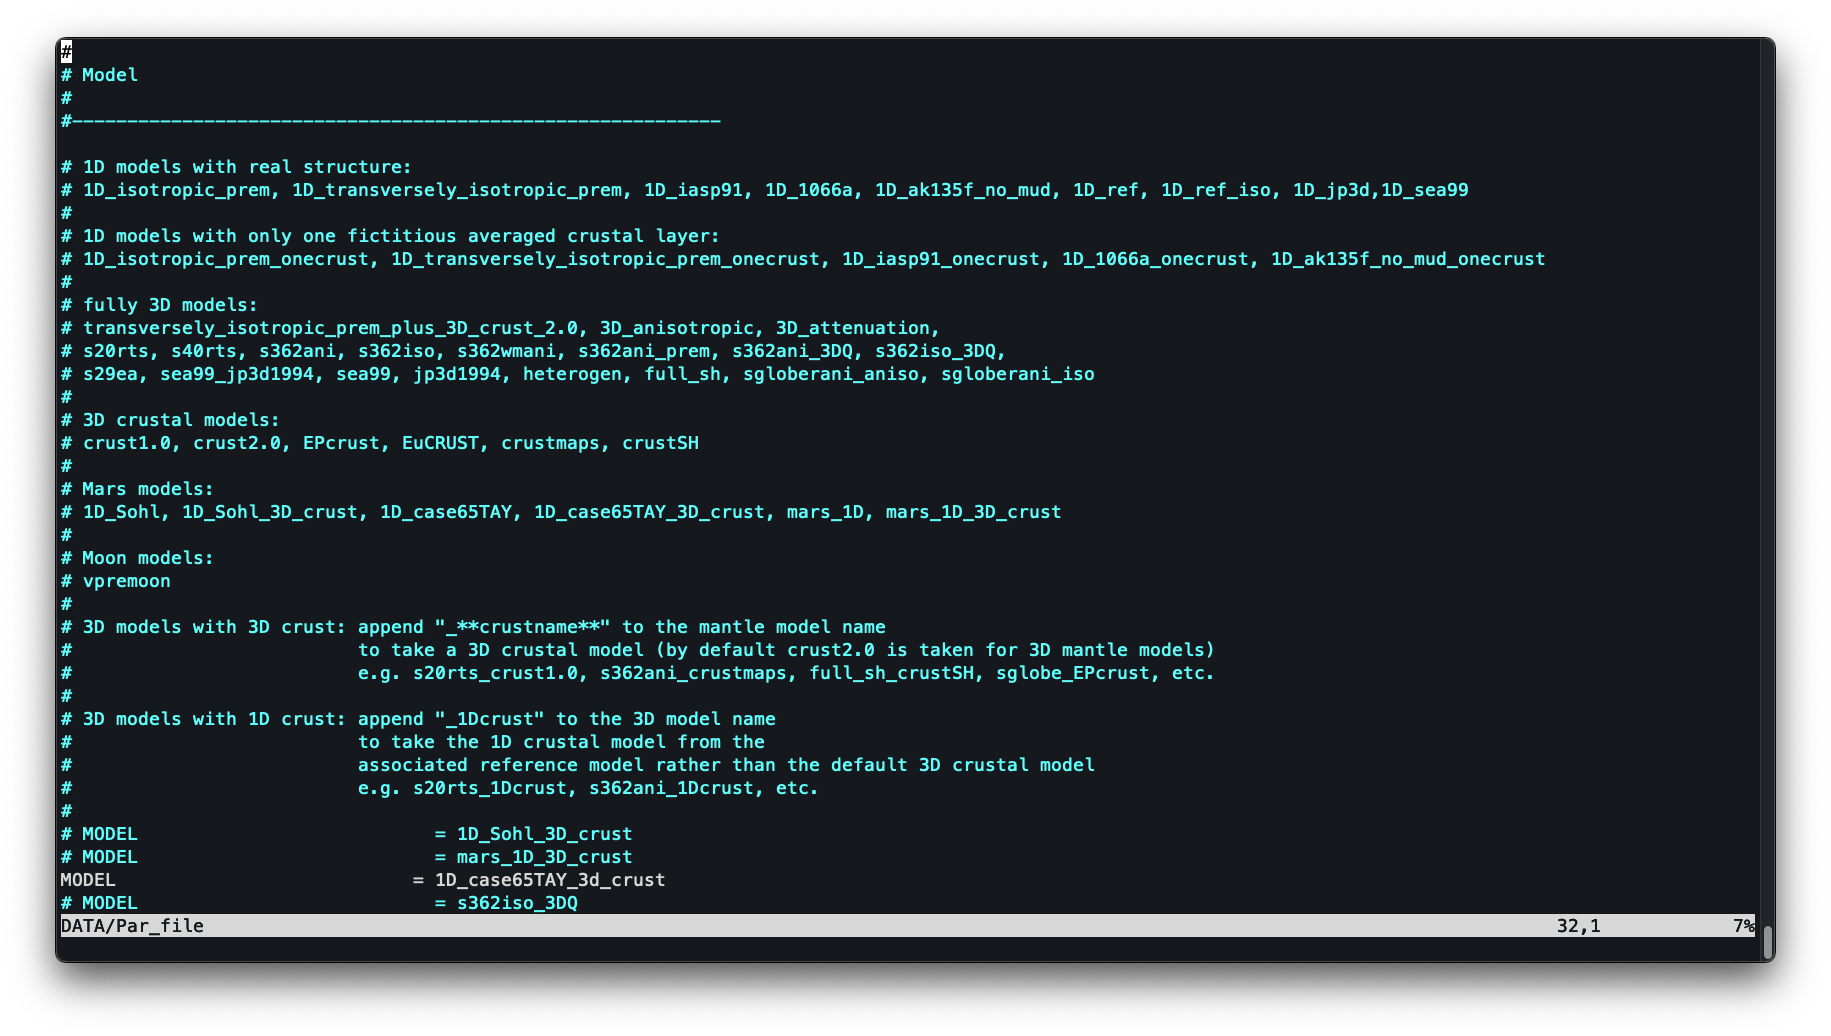 #
# Model
#
#-----------------------------------------------------------

# 1D models with real structure:
# 1D_isotropic_prem, 1D_transversely_isotropic_prem, 1D_iasp91, 1D_1066a, 1D_ak135f_no_mud, 1D_ref, 1D_ref_iso, 1D_jp3d,1D_sea99
#
# 1D models with only one fictitious averaged crustal layer:
# 1D_isotropic_prem_onecrust, 1D_transversely_isotropic_prem_onecrust, 1D_iasp91_onecrust, 1D_1066a_onecrust, 1D_ak135f_no_mud_onecrust
#
# fully 3D models:
# transversely_isotropic_prem_plus_3D_crust_2.0, 3D_anisotropic, 3D_attenuation,
# s20rts, s40rts, s362ani, s362iso, s362wmani, s362ani_prem, s362ani_3DQ, s362iso_3DQ,
# s29ea, sea99_jp3d1994, sea99, jp3d1994, heterogen, full_sh, sgloberani_aniso, sgloberani_iso
#
# 3D crustal models:
# crust1.0, crust2.0, EPcrust, EuCRUST, crustmaps, crustSH
#
# Mars models:
# 1D_Sohl, 1D_Sohl_3D_crust, 1D_case65TAY, 1D_case65TAY_3D_crust, mars_1D, mars_1D_3D_crust
#
# Moon models:
# vpremoon
#
# 3D models with 3D crust: append "_**crustname**" to the mantle model name
#                          to take a 3D crustal model (by default crust2.0 is taken for 3D mantle models)
#                          e.g. s20rts_crust1.0, s362ani_crustmaps, full_sh_crustSH, sglobe_EPcrust, etc.
#
# 3D models with 1D crust: append "_1Dcrust" to the 3D model name
#                          to take the 1D crustal model from the
#                          associated reference model rather than the default 3D crustal model
#                          e.g. s20rts_1Dcrust, s362ani_1Dcrust, etc.
#
# MODEL                           = 1D_Sohl_3D_crust
# MODEL                           = mars_1D_3D_crust
MODEL                           = 1D_case65TAY_3d_crust
# MODEL                           = s362iso_3DQ
DATA/Par_file 32,1 7%